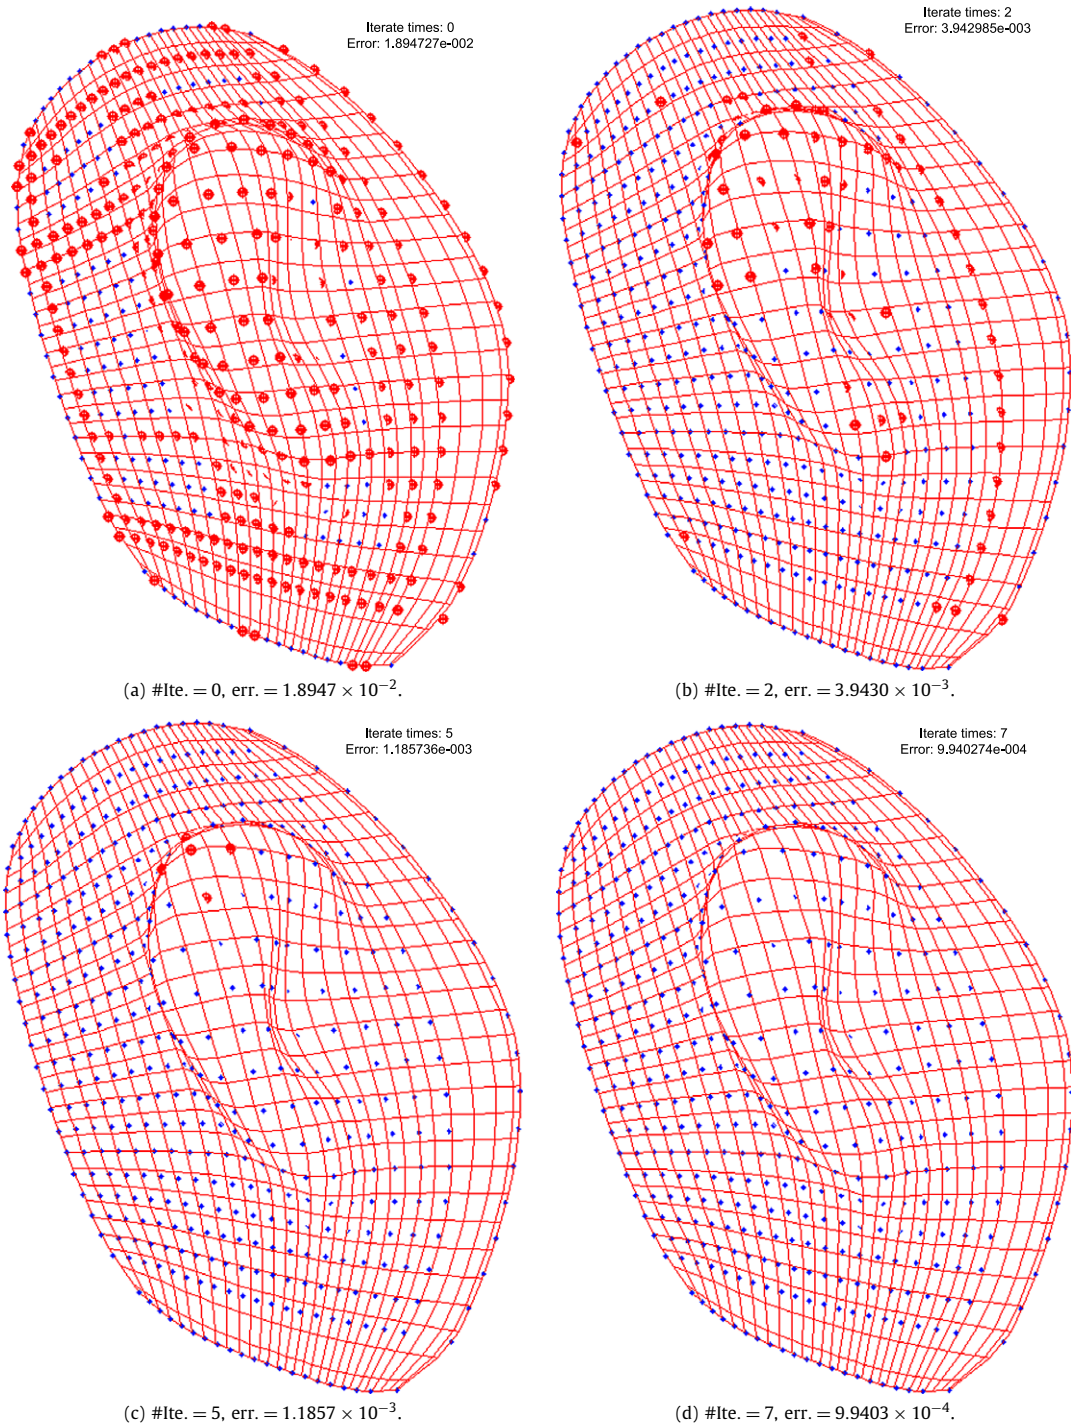 Iterate times: 0
Error: 1.894727e-002
Iterate times: 2
Error: 3.942985e-003
(a) #Ite. = 0, err. = 1.8947 × 10⁻².
(b) #Ite. = 2, err. = 3.9430 × 10⁻³.
Iterate times: 5
Error: 1.185736e-003
Iterate times: 7
Error: 9.940274e-004
(c) #Ite. = 5, err. = 1.1857 × 10⁻³.
(d) #Ite. = 7, err. = 9.9403 × 10⁻⁴.